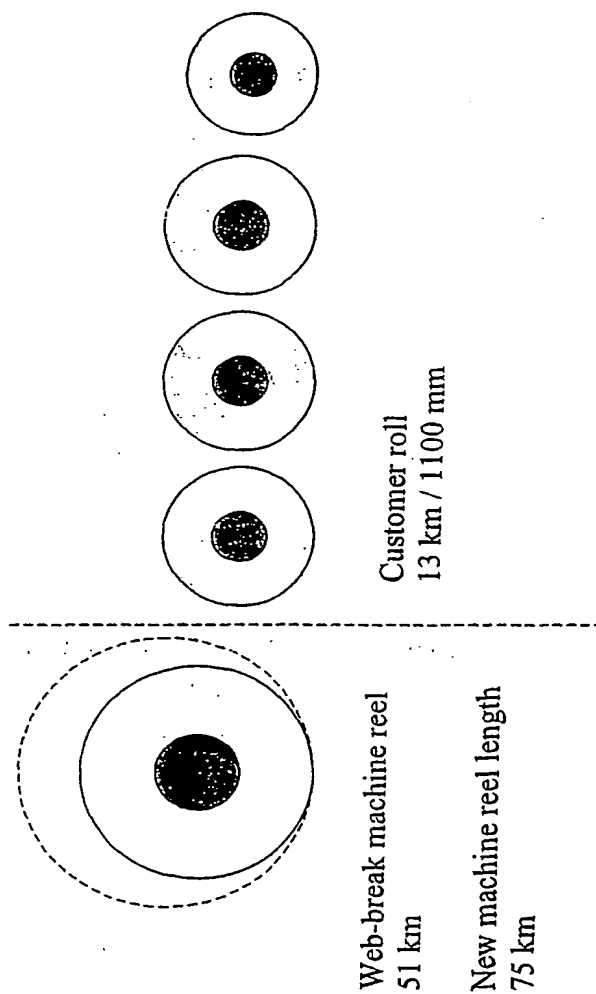 Web-break machine reel
51 km
New machine reel length
75 km
Customer roll
13 km / 1100 mm